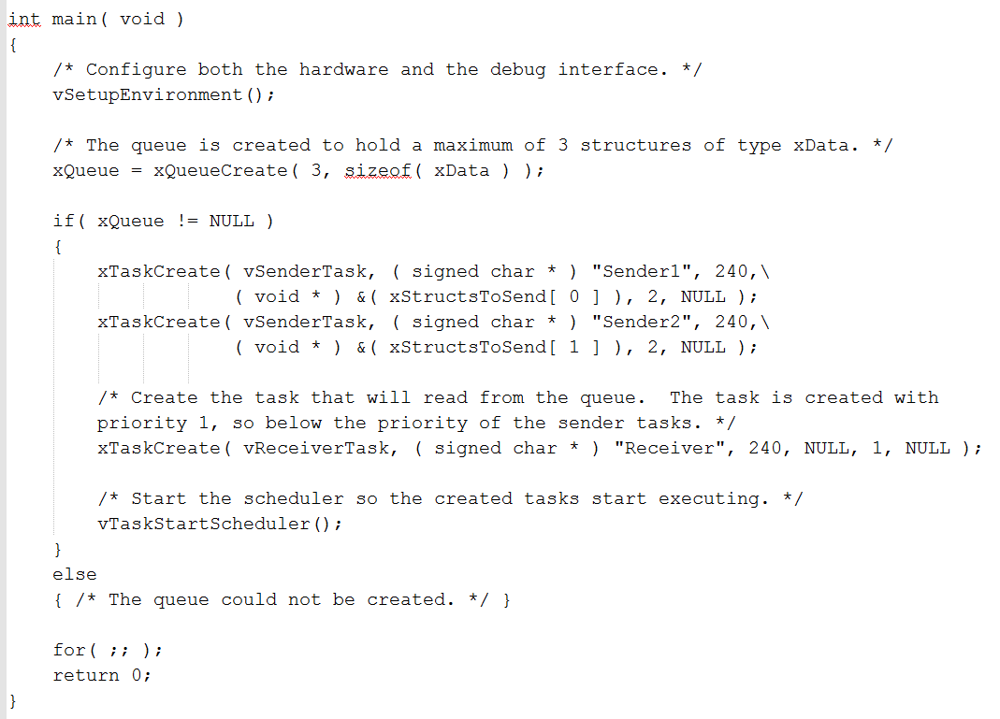 int main( void )
{
    /* Configure both the hardware and the debug interface. */
    vSetupEnvironment();

    /* The queue is created to hold a maximum of 3 structures of type xData. */
    xQueue = xQueueCreate( 3, sizeof( xData ) );

    if( xQueue != NULL )
    {
        xTaskCreate( vSenderTask, ( signed char * ) "Sender1", 240,\
                    ( void * ) &( xStructsToSend[ 0 ] ), 2, NULL );
        xTaskCreate( vSenderTask, ( signed char * ) "Sender2", 240,\
                    ( void * ) &( xStructsToSend[ 1 ] ), 2, NULL );

        /* Create the task that will read from the queue.  The task is created with
        priority 1, so below the priority of the sender tasks. */
        xTaskCreate( vReceiverTask, ( signed char * ) "Receiver", 240, NULL, 1, NULL );

        /* Start the scheduler so the created tasks start executing. */
        vTaskStartScheduler();
    }
    else
    { /* The queue could not be created. */ }

    for( ;; );
    return 0;
}